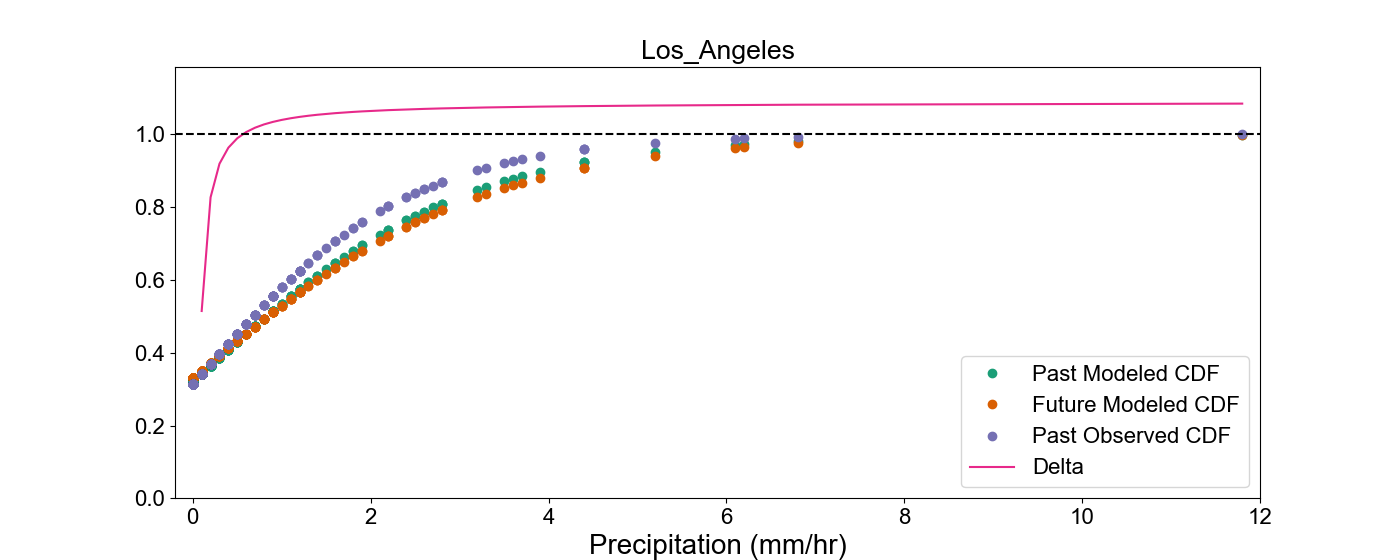 Los_Angeles
1.0
0.8
0.6
0.4
0.2
0.0
Past Modeled CDF
Future Modeled CDF
Past Observed CDF
Delta
0 2 4 6 8 10 12
Precipitation (mm/hr)